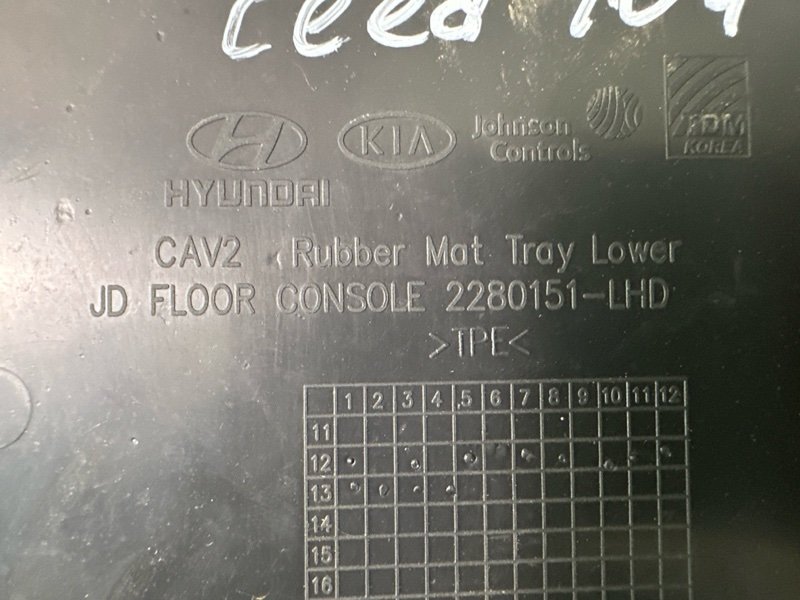 ceed
HYUNDAI
KIA
Johnson
Controls
KOREA
CAV2 Rubber Mat Tray Lower
JD FLOOR CONSOLE 2280151-LHD
>TPE<
1 2 3 4 5 6 7 8 9 10 11 12
11
12
13
14
15
16